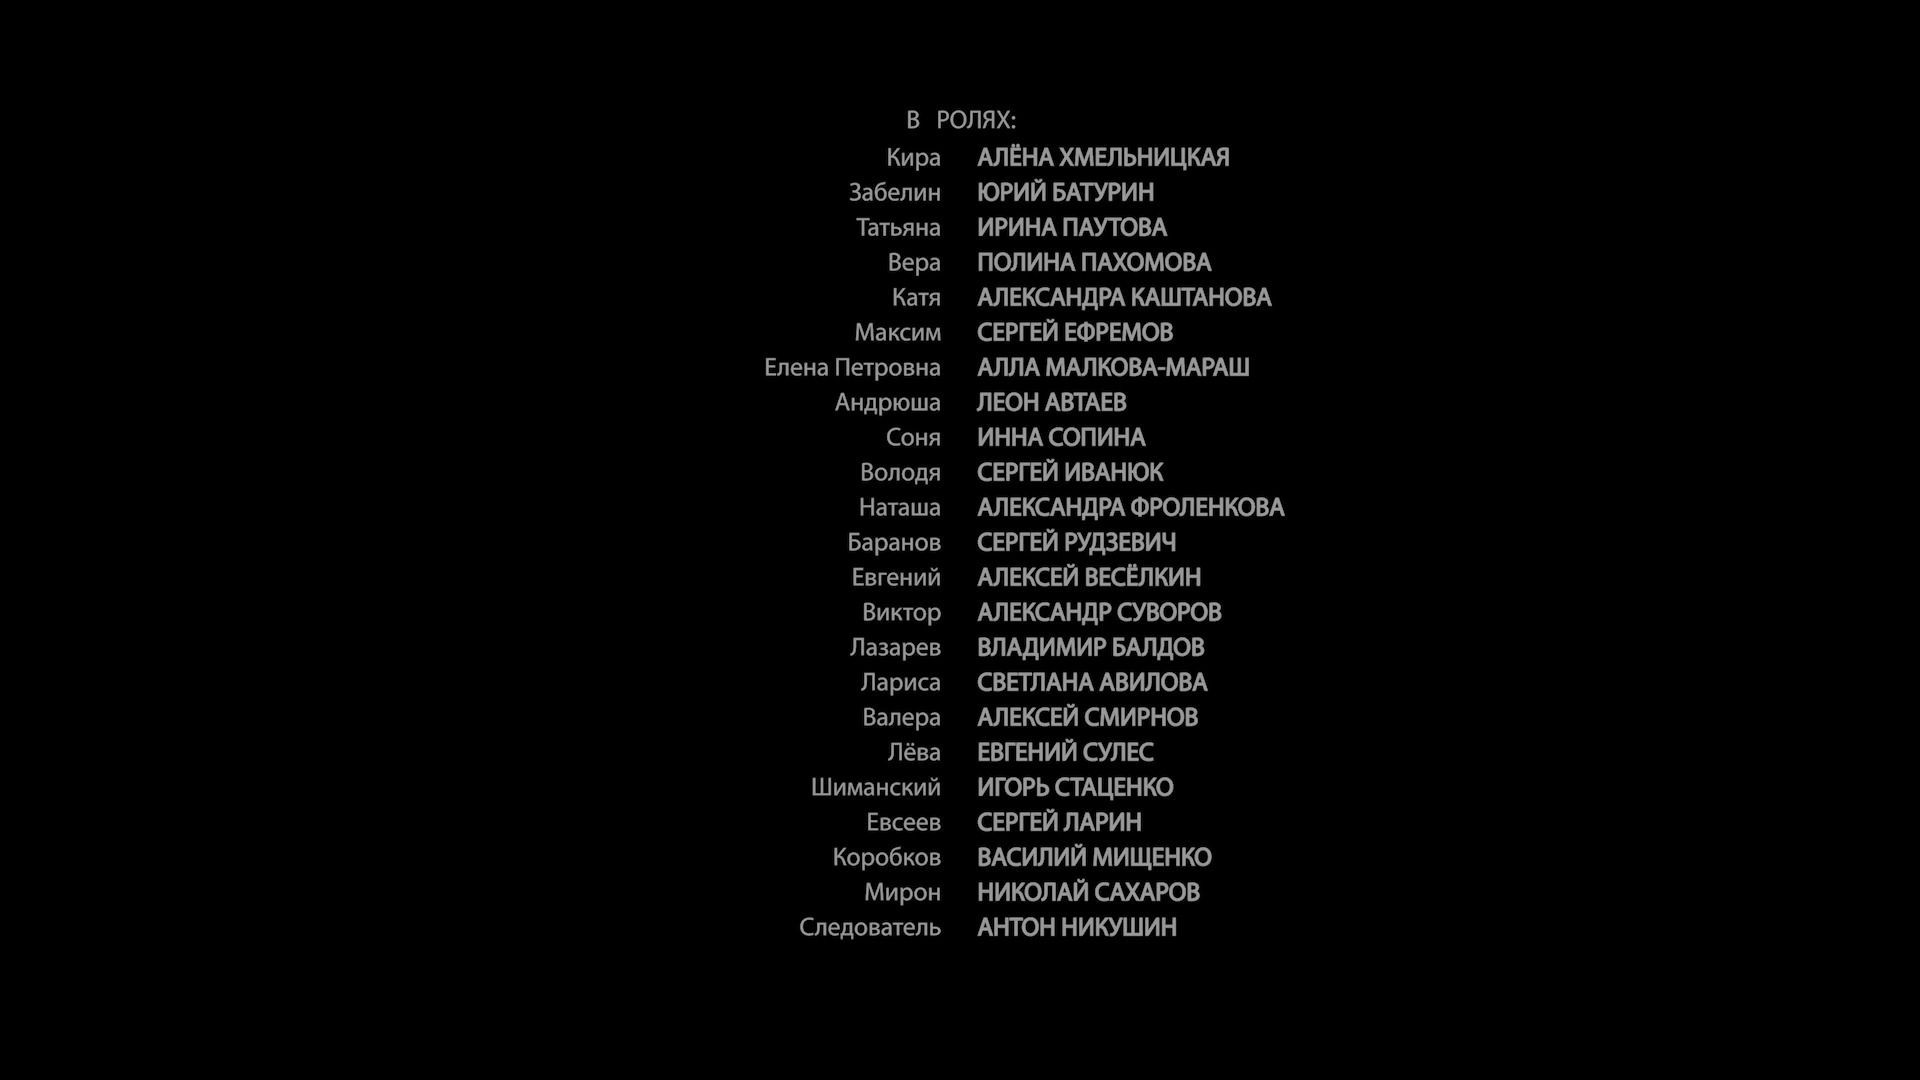 В РОЛЯХ:
Кира АЛЁНА ХМЕЛЬНИЦКАЯ
Забелин ЮРИЙ БАТУРИН
Татьяна ИРИНА ПАУТОВА
Вера ПОЛИНА ПАХОМОВА
Катя АЛЕКСАНДРА КАШТАНОВА
Максим СЕРГЕЙ ЕФРЕМОВ
Елена Петровна АЛЛА МАЛКОВА-МАРАШ
Андрюша ЛЕОН АВТАЕВ
Соня ИННА СОПИНА
Володя СЕРГЕЙ ИВАНЮК
Наташа АЛЕКСАНДРА ФРОЛЕНКОВА
Баранов СЕРГЕЙ РУДЗЕВИЧ
Евгений АЛЕКСЕЙ ВЕСЁЛКИН
Виктор АЛЕКСАНДР СУВОРОВ
Лазарев ВЛАДИМИР БАЛДОВ
Лариса СВЕТЛАНА АВИЛОВА
Валера АЛЕКСЕЙ СМИРНОВ
Лёва ЕВГЕНИЙ СУЛЕС
Шиманский ИГОРЬ СТАЦЕНКО
Евсеев СЕРГЕЙ ЛАРИН
Коробков ВАСИЛИЙ МИЩЕНКО
Мирон НИКОЛАЙ САХАРОВ
Следователь АНТОН НИКУШИН